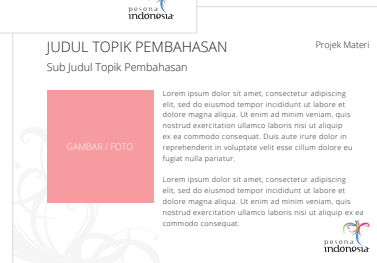 pesona
indonesia
JUDUL TOPIK PEMBAHASAN
Projek Materi
Sub Judul Topik Pembahasan
GAMBAR / FOTO
Lorem ipsum dolor sit amet, consectetur adipiscing
elit, sed do eiusmod tempor incididunt ut labore et
dolore magna aliqua. Ut enim ad minim veniam, quis
nostrud exercitation ullamco laboris nisi ut aliquip
ex ea commodo consequat. Duis aute irure dolor in
reprehenderit in voluptate velit esse cillum dolore eu
fugiat nulla pariatur.
Lorem ipsum dolor sit amet, consectetur adipiscing
elit, sed do eiusmod tempor incididunt ut labore et
dolore magna aliqua. Ut enim ad minim veniam, quis
nostrud exercitation ullamco laboris nisi ut aliquip ex ea
commodo consequat.
pesona
indonesia